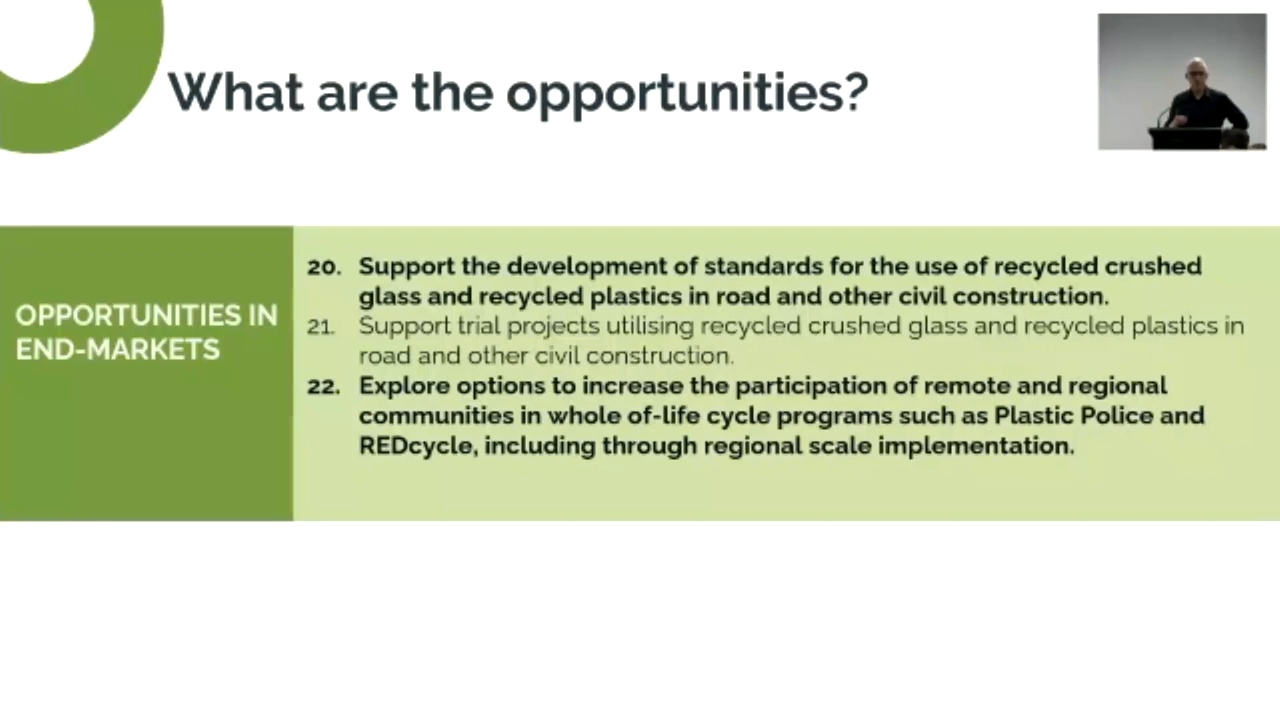 What are the opportunities?
OPPORTUNITIES IN
END-MARKETS
20. Support the development of standards for the use of recycled crushed
glass and recycled plastics in road and other civil construction.
21. Support trial projects utilising recycled crushed glass and recycled plastics in
road and other civil construction.
22. Explore options to increase the participation of remote and regional
communities in whole of-life cycle programs such as Plastic Police and
REDcycle, including through regional scale implementation.